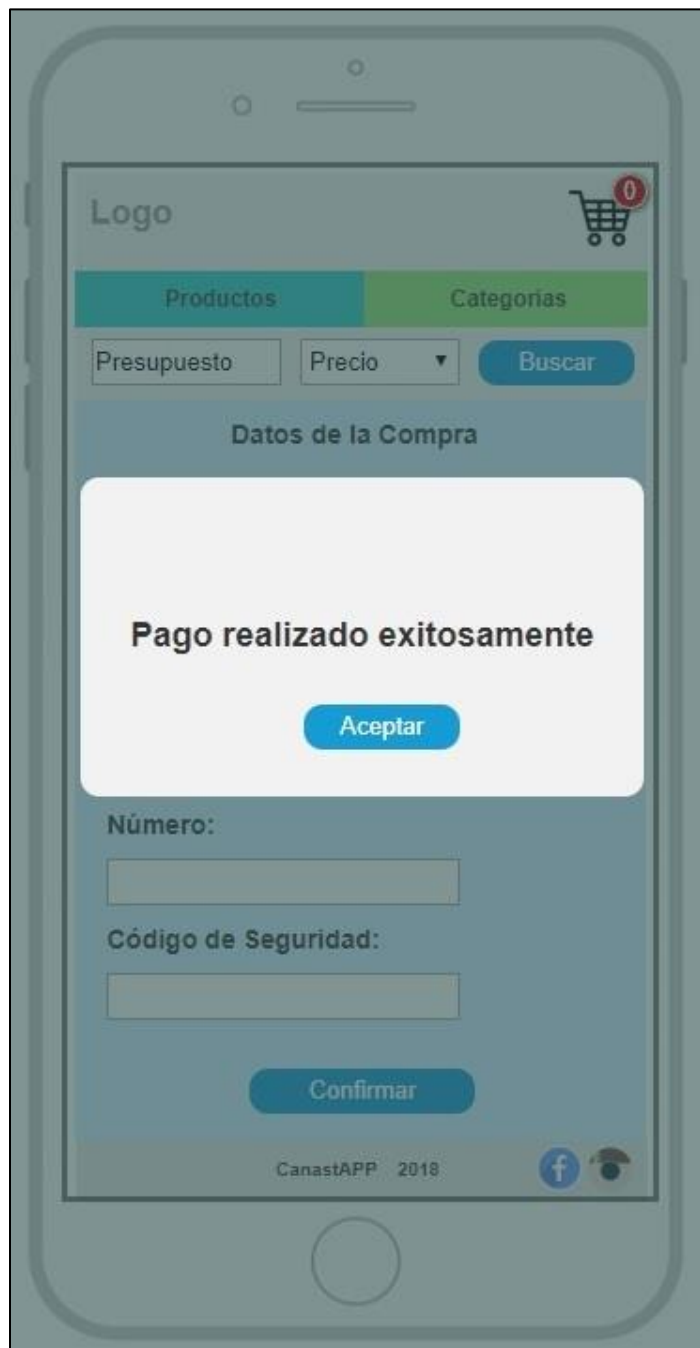 Logo
0
Productos Categorias
Presupuesto Precio Buscar
Datos de la Compra
Pago realizado exitosamente
Aceptar
Número:
Código de Seguridad:
Confirmar
CanastAPP 2018
f